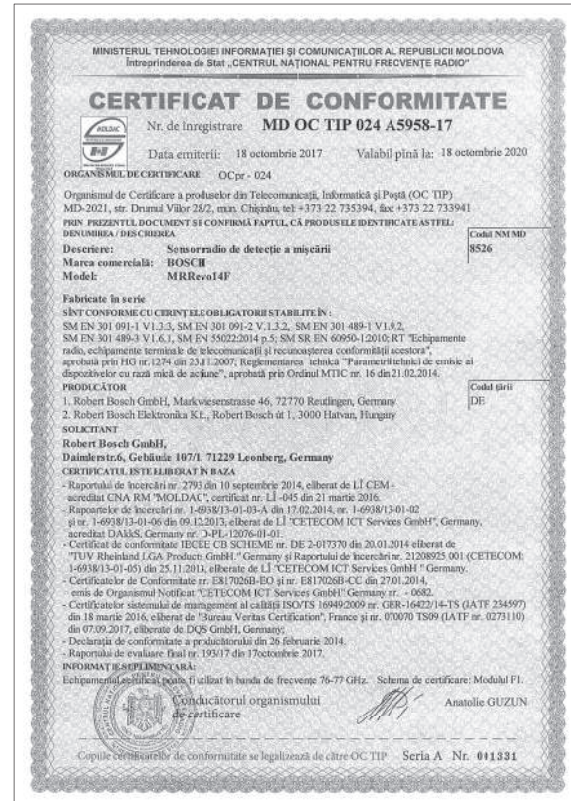 MINISTERUL TEHNOLOGIEI INFORMAȚIEI ȘI COMUNICAȚIILOR AL REPUBLICII MOLDOVA
Întreprinderea de Stat „CENTRUL NAȚIONAL PENTRU FRECVENȚE RADIO"
CERTIFICAT DE CONFORMITATE
MOLDAC
Nr. de înregistrare MD OC TIP 024 A5958-17
Data emiterii: 18 octombrie 2017 Valabil pînă la: 18 octombrie 2020
ORGANISMUL DE CERTIFICARE OCpr - 024
Organismul de Certificare a produselor din Telecomunicații, Informatică și Poștă (OC TIP)
MD-2021, str. Drumul Viilor 28/2, mun. Chișinău, tel: +373 22 735394, fax +373 22 733941
PRIN PREZENTUL DOCUMENT SE CONFIRMĂ FAPTUL, CĂ PRODUSELE IDENTIFICATE ASTFEL:
DENUMIREA / DESCRIEREA Codul NM MD
Descriere: Sensorradio de detecție a mișcării 8526
Marca comercială: BOSCH
Model: MRRevo14F
Fabricate în serie
SÎNT CONFORME CU CERINȚELE OBLIGATORII STABILITE ÎN :
SM EN 301 091-1 V1.3.3, SM EN 301 091-2 V.1.3.2, SM EN 301 489-1 V1.9.2,
SM EN 301 489-3 V1.6.1, SM EN 55022:2014 p.5; SM SR EN 60950-1:2010; RT "Echipamente
radio, echipamente terminale de telecomunicații și recunoașterea conformității acestora",
aprobată prin HG nr.1274 din 23.11.2007; Reglementarea tehnică "Parametrii tehnici de emisie ai
dispozitivelor cu rază mică de acțiune", aprobată prin Ordinul MTIC nr. 16 din 21.02.2014.
PRODUCĂTOR Codul țării
1. Robert Bosch GmbH, Markwiesenstrasse 46, 72770 Reutlingen, Germany DE
2. Robert Bosch Elektronika Kt., Robert Bosch út 1, 3000 Hatvan, Hungary
SOLICITANT
Robert Bosch GmbH,
Daimlerstr.6, Gebäude 107/1 71229 Leonberg, Germany
CERTIFICATUL ESTE ELIBERAT ÎN BAZA
- Raportului de încercări nr. 2793 din 10 septembrie 2014, eliberat de LÎ CEM -
acreditat CNA RM "MOLDAC", certificat nr. LÎ -045 din 21 martie 2016.
- Rapoartelor de încercări nr. 1-6938/13-03-A din 17.02.2014, nr. 1-6938/13-01-02
și nr. 1-6938/13-01-06 din 09.12.2013, eliberat de LÎ "CETECOM ICT Services GmbH", Germany,
acreditat DAkkS, Germany nr. D-PL-12076-01-01.
- Certificat de conformitate IECEE CB SCHEME nr. DE 2-017370 din 20.01.2014 eliberat de
"TUV Rheinland LGA Products GmbH." Germany și Raportului de încercări nr. 21208925 001 (CETECOM:
1-6938/13-01-05) din 25.11.2013, eliberate de LÎ "CETECOM ICT Services GmbH " Germany.
- Certificatelor de Conformitate nr. E817026B-EO și nr. E817026B-CC din 27.01.2014,
emis de Organismul Notificat "CETECOM ICT Services GmbH" Germany nr. - 0682.
- Certificatelor sistemului de management al calității ISO/TS 16949:2009 nr. GER-16422/14-TS (IATF 234597)
din 18 martie 2016, eliberat de "Bureau Veritas Certification", France și nr. 070070 TS09 (IATF nr. 0273110)
din 07.09.2017, eliberate de DQS GmbH, Germany;
- Declarația de conformitate a producătorului din 26 februarie 2014.
- Raportului de evaluare final nr. 193/17 din 17octombrie 2017.
INFORMAȚIE SUPLIMENTARĂ:
Echipamentul certificat poate fi utilizat în banda de frecvențe 76-77 GHz. Schema de certificare: Modulul F1.
Conducătorul organismului
de certificare Anatolie GUZUN
Copiile certificatelor de conformitate se legalizează de către OC TIP Seria A Nr. 011331